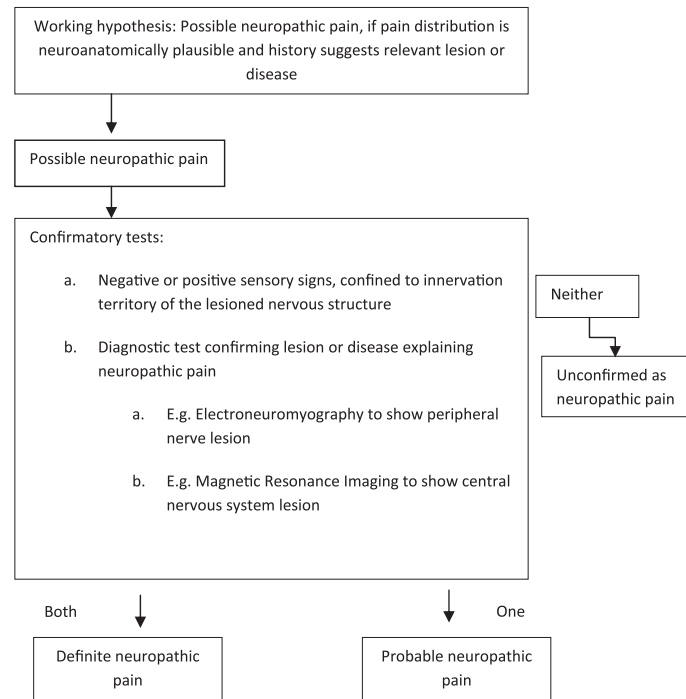 Working hypothesis: Possible neuropathic pain, if pain distribution is
neuroanatomically plausible and history suggests relevant lesion or
disease
Possible neuropathic pain
Confirmatory tests:
a. Negative or positive sensory signs, confined to innervation
territory of the lesioned nervous structure
b. Diagnostic test confirming lesion or disease explaining
neuropathic pain
a. E.g. Electroneuromyography to show peripheral
nerve lesion
b. E.g. Magnetic Resonance Imaging to show central
nervous system lesion
Neither
Unconfirmed as
neuropathic pain
Both
One
Definite neuropathic
pain
Probable neuropathic
pain